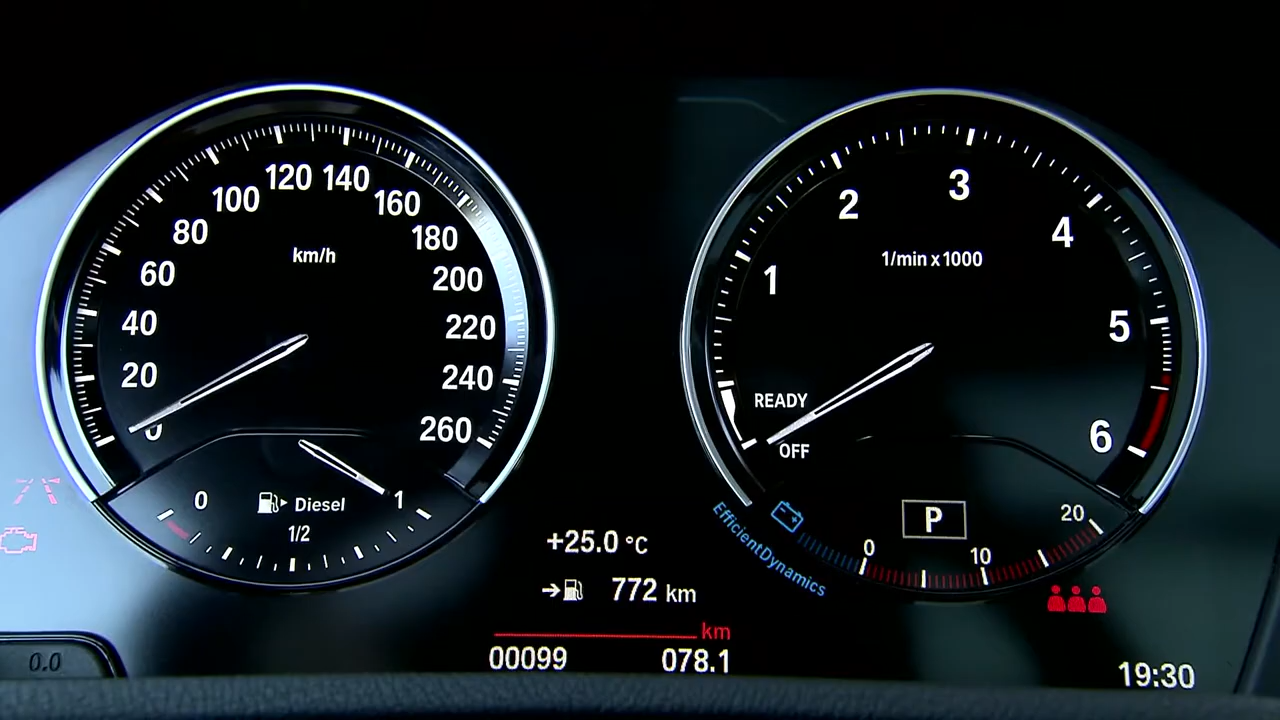 120 140
100 160
80 180
km/h
60 200
40 220
20 240
0 260
0 Diesel 1
1/2
3
2 4
1/min x 1000
1 5
READY
OFF 6
P 20
0 10
EfficientDynamics
+25.0 °C
772 km
km
00099 078.1
0.0
19:30